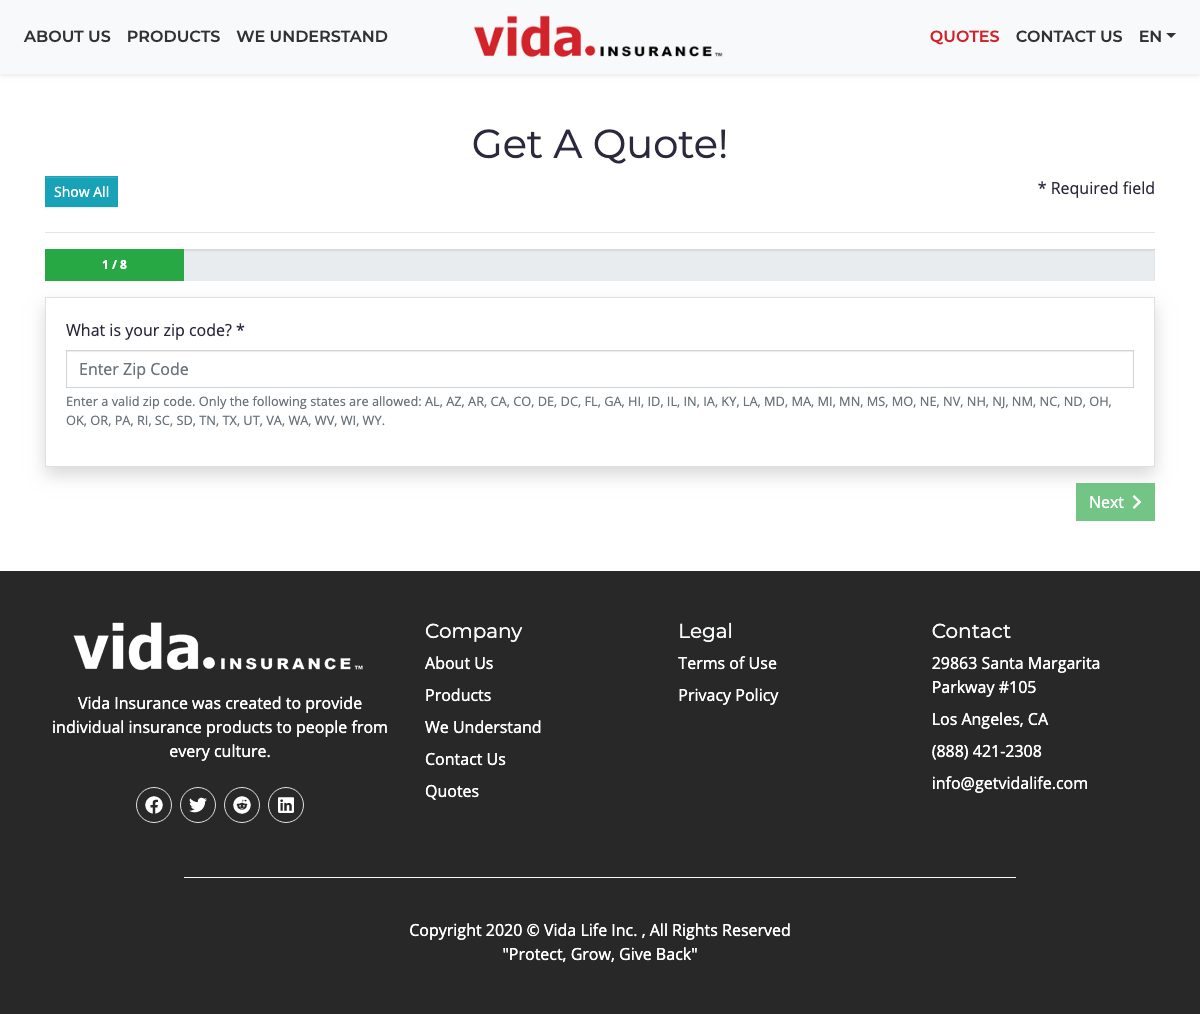 ABOUT US PRODUCTS WE UNDERSTAND
vida.INSURANCE™
QUOTES CONTACT US EN
Get A Quote!
Show All
* Required field
1 / 8
What is your zip code? *
Enter Zip Code
Enter a valid zip code. Only the following states are allowed: AL, AZ, AR, CA, CO, DE, DC, FL, GA, HI, ID, IL, IN, IA, KY, LA, MD, MA, MI, MN, MS, MO, NE, NV, NH, NJ, NM, NC, ND, OH,
OK, OR, PA, RI, SC, SD, TN, TX, UT, VA, WA, WV, WI, WY.
Next
vida.INSURANCE™
Vida Insurance was created to provide
individual insurance products to people from
every culture.
Company
About Us
Products
We Understand
Contact Us
Quotes
Legal
Terms of Use
Privacy Policy
Contact
29863 Santa Margarita
Parkway #105
Los Angeles, CA
(888) 421-2308
info@getvidalife.com
Copyright 2020 © Vida Life Inc. , All Rights Reserved
"Protect, Grow, Give Back"